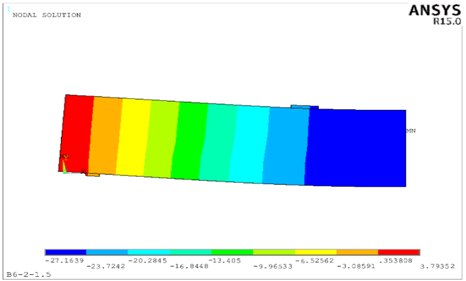 1
NODAL SOLUTION
ANSYS
R15.0
MN
-27.1639 -20.2845 -13.405 -6.52562 .353808
-23.7242 -16.8448 -9.96533 -3.08591 3.79352
B6-2-1.5